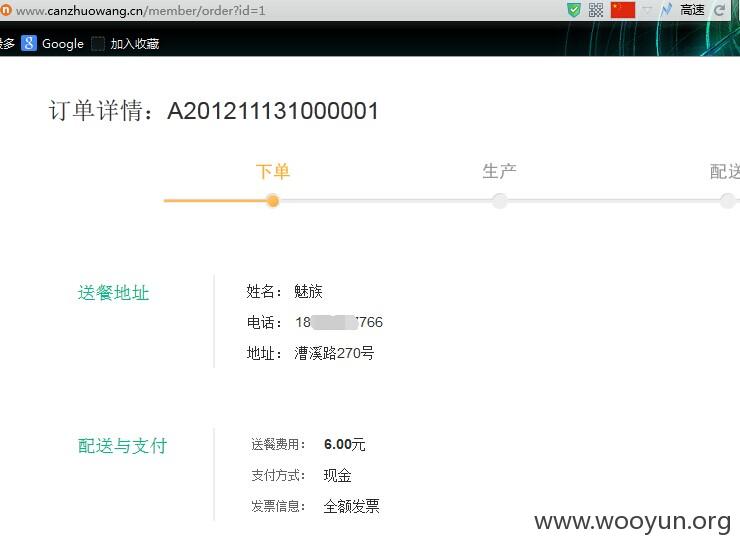 www.canzhuowang.cn/member/order?id=1
高速
最多 Google 加入收藏
订单详情：A201211131000001
下单 生产 配送
送餐地址
姓名： 魅族
电话： 18 7766
地址： 漕溪路270号
配送与支付
送餐费用： 6.00元
支付方式： 现金
发票信息： 全额发票
www.wooyun.org